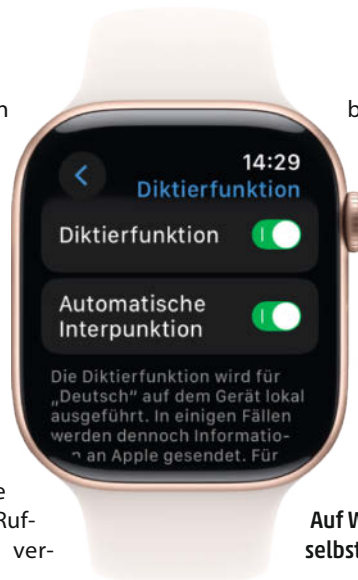 b
14:29
Diktierfunktion
Diktierfunktion
Automatische
Interpunktion
Die Diktierfunktion wird für
„Deutsch“ auf dem Gerät lokal
ausgeführt. In einigen Fällen
werden dennoch Informatio-
an Apple gesendet. Für
Ruf-
ver-
Auf W
selbst